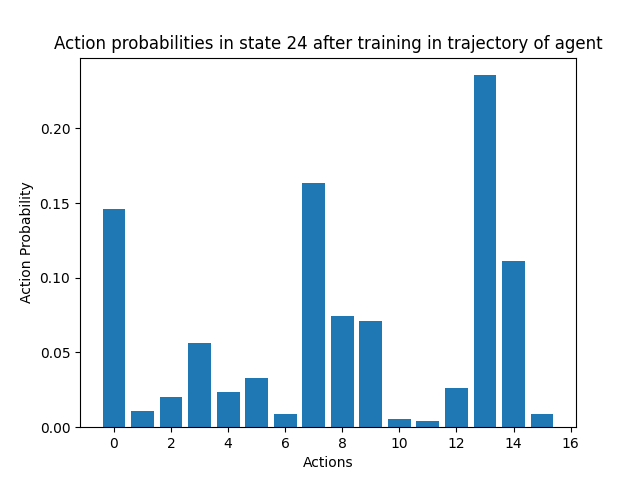 Action probabilities in state 24 after training in trajectory of agent
0.20
0.15
0.10
0.05
0.00
Action Probability
0 2 4 6 8 10 12 14 16
Actions